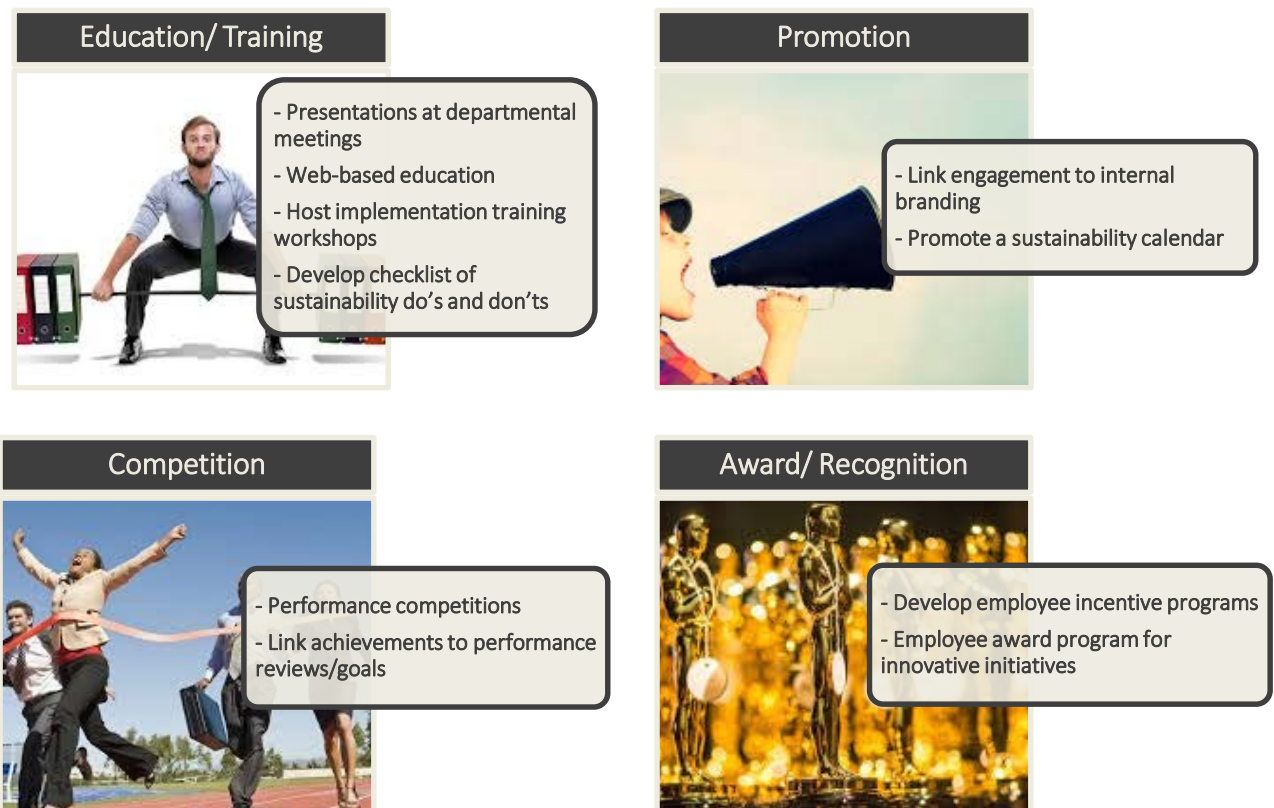 Education/ Training
- Presentations at departmental
meetings
- Web-based education
- Host implementation training
workshops
- Develop checklist of
sustainability do’s and don’ts
Promotion
- Link engagement to internal
branding
- Promote a sustainability calendar
Competition
- Performance competitions
- Link achievements to performance
reviews/goals
Award/ Recognition
- Develop employee incentive programs
- Employee award program for
innovative initiatives